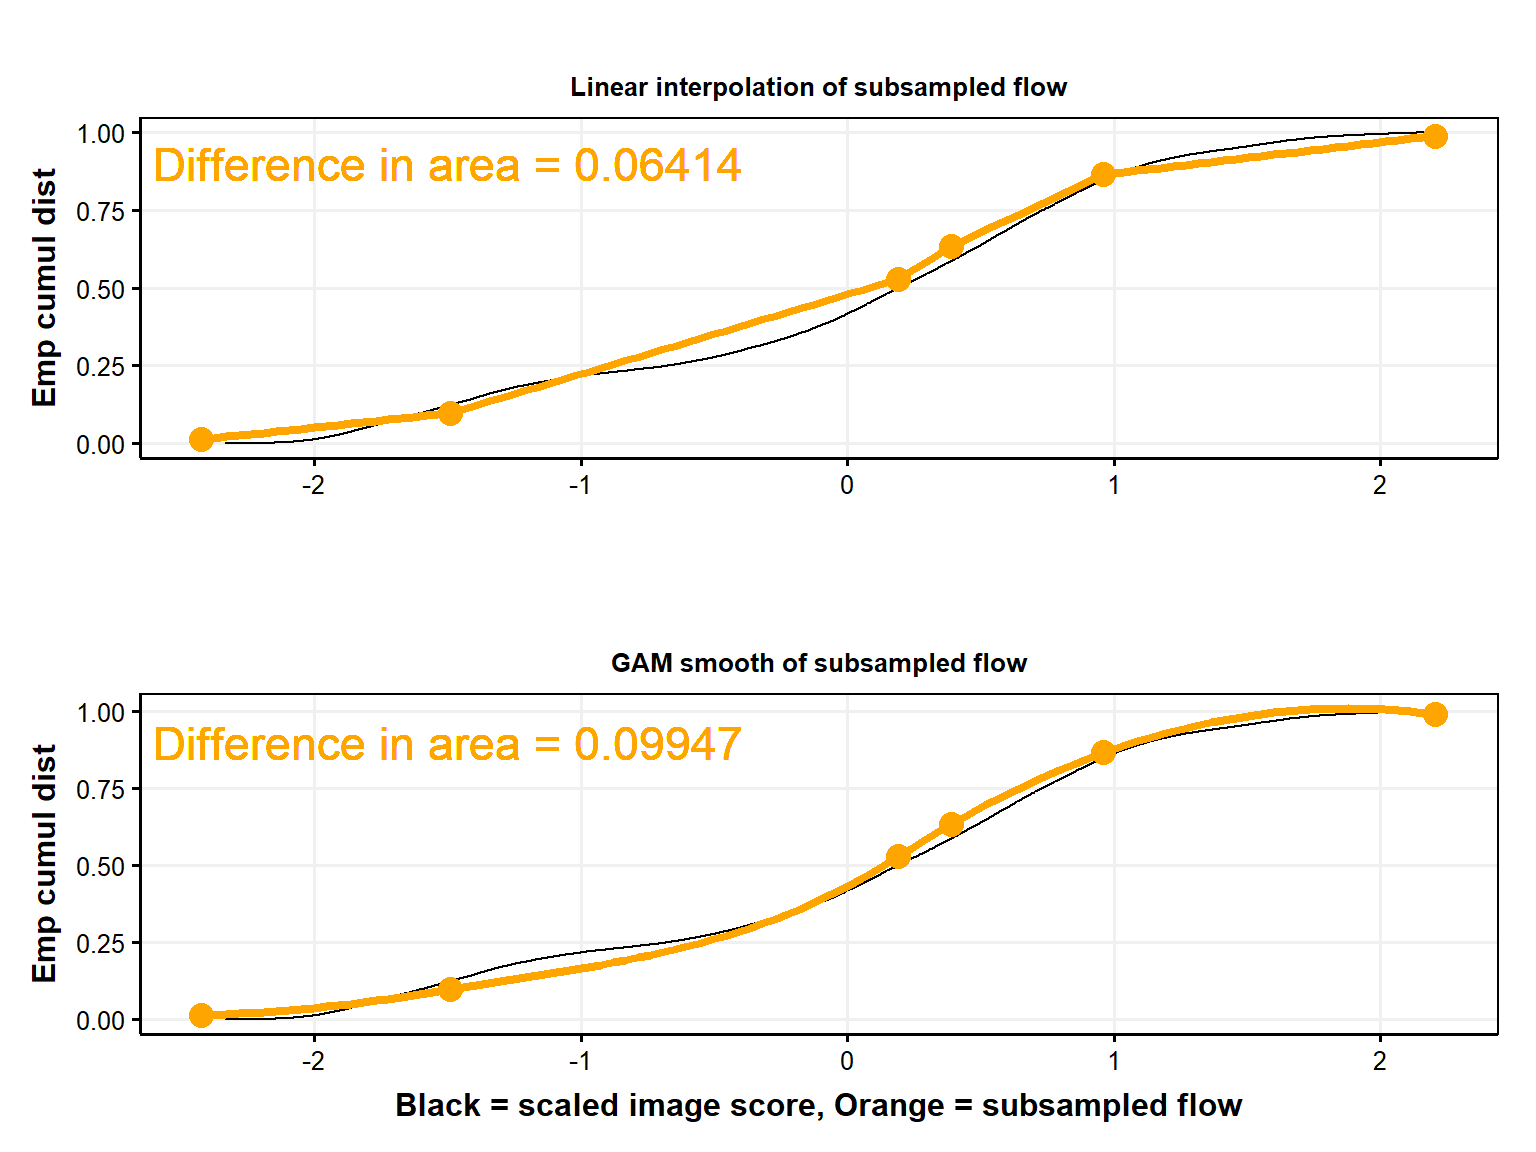 Linear interpolation of subsampled flow
Emp cumul dist
1.00
0.75
0.50
0.25
0.00
Difference in area = 0.06414
-2 -1 0 1 2
GAM smooth of subsampled flow
Emp cumul dist
1.00
0.75
0.50
0.25
0.00
Difference in area = 0.09947
-2 -1 0 1 2
Black = scaled image score, Orange = subsampled flow